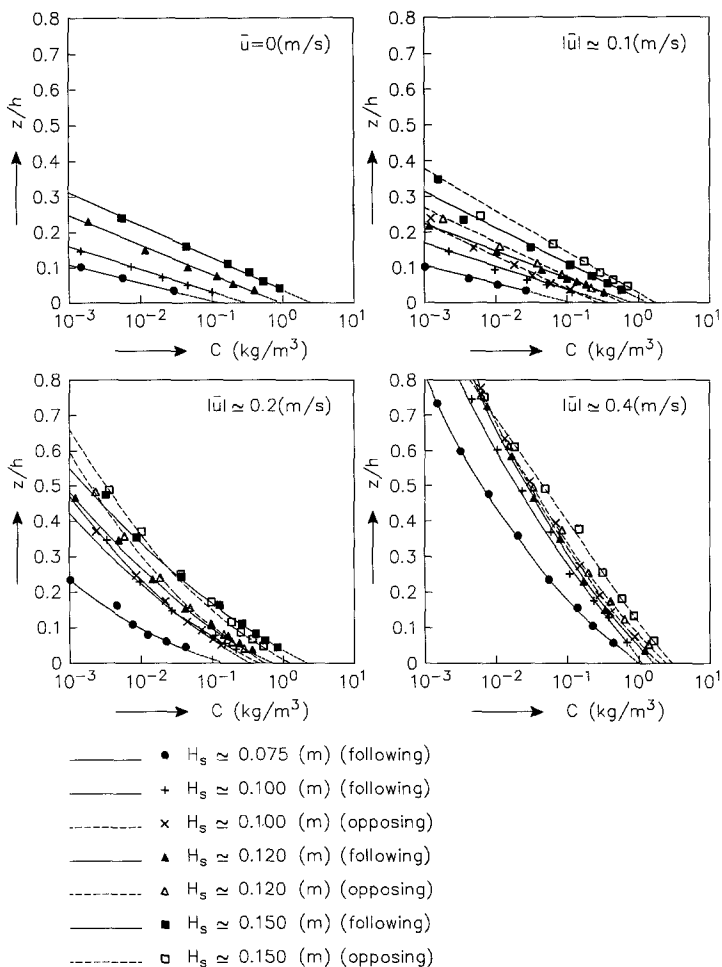 ū=0(m/s)
z/h
0.8
0.7
0.6
0.5
0.4
0.3
0.2
0.1
0
10⁻³ 10⁻² 10⁻¹ 10⁰ 10¹
C (kg/m³)
|ū| ≃ 0.1(m/s)
z/h
0.8
0.7
0.6
0.5
0.4
0.3
0.2
0.1
0
10⁻³ 10⁻² 10⁻¹ 10⁰ 10¹
C (kg/m³)
|ū| ≃ 0.2(m/s)
z/h
0.8
0.7
0.6
0.5
0.4
0.3
0.2
0.1
0
10⁻³ 10⁻² 10⁻¹ 10⁰ 10¹
C (kg/m³)
|ū| ≃ 0.4(m/s)
z/h
0.8
0.7
0.6
0.5
0.4
0.3
0.2
0.1
0
10⁻³ 10⁻² 10⁻¹ 10⁰ 10¹
C (kg/m³)
Hₛ ≃ 0.075 (m) (following)
Hₛ ≃ 0.100 (m) (following)
Hₛ ≃ 0.100 (m) (opposing)
Hₛ ≃ 0.120 (m) (following)
Hₛ ≃ 0.120 (m) (opposing)
Hₛ ≃ 0.150 (m) (following)
Hₛ ≃ 0.150 (m) (opposing)